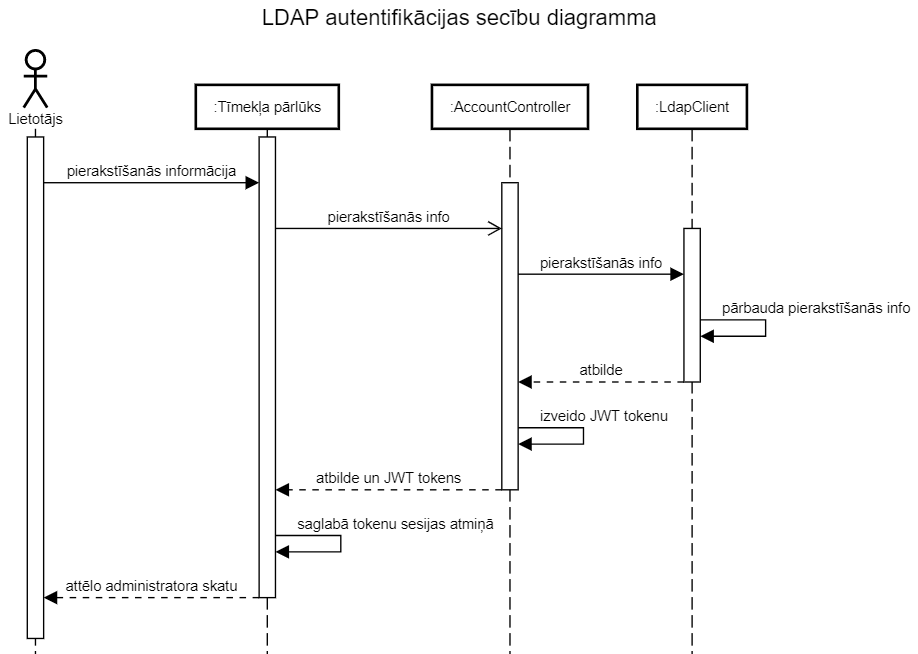 LDAP autentifikācijas secību diagramma
Lietotājs
:Tīmekļa pārlūks
:AccountController
:LdapClient
pierakstīšanās informācija
pierakstīšanās info
pierakstīšanās info
pārbauda pierakstīšanās info
atbilde
izveido JWT tokenu
atbilde un JWT tokens
saglabā tokenu sesijas atmiņā
attēlo administratora skatu